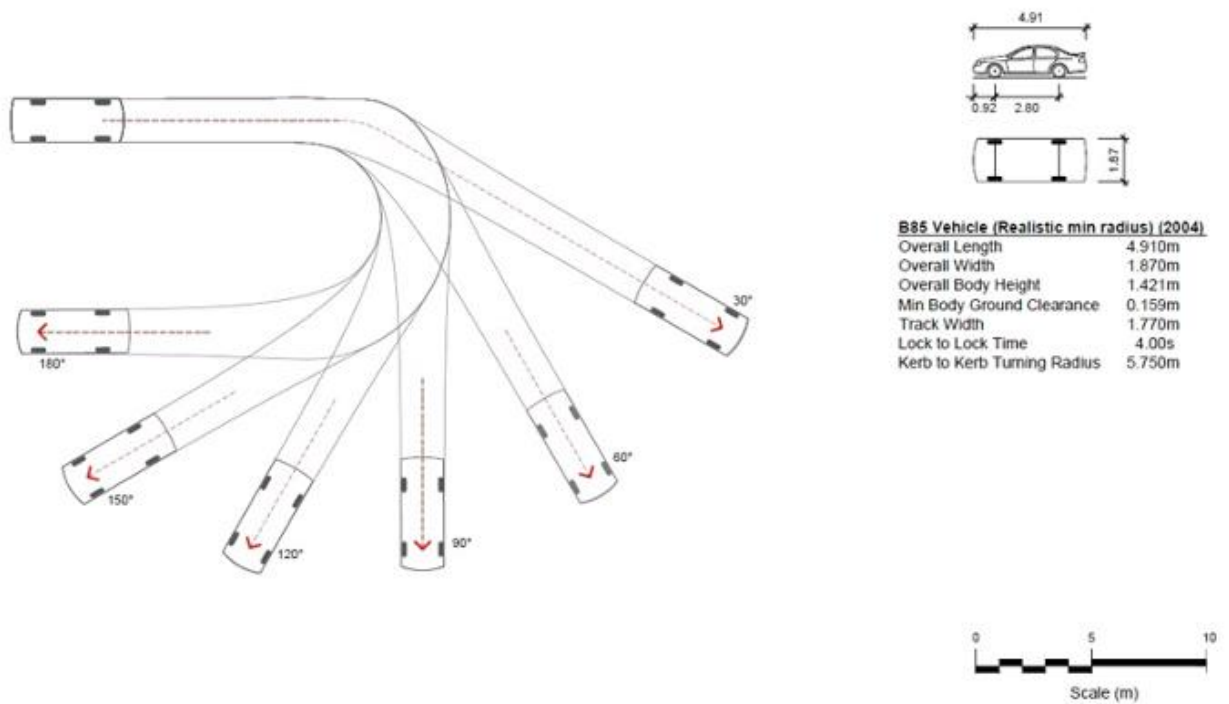 4.91
0.92 2.80
1.87
B85 Vehicle (Realistic min radius) (2004)
Overall Length 4.910m
Overall Width 1.870m
Overall Body Height 1.421m
Min Body Ground Clearance 0.159m
Track Width 1.770m
Lock to Lock Time 4.00s
Kerb to Kerb Turning Radius 5.750m
30°
60°
90°
120°
150°
180°
0 5 10
Scale (m)